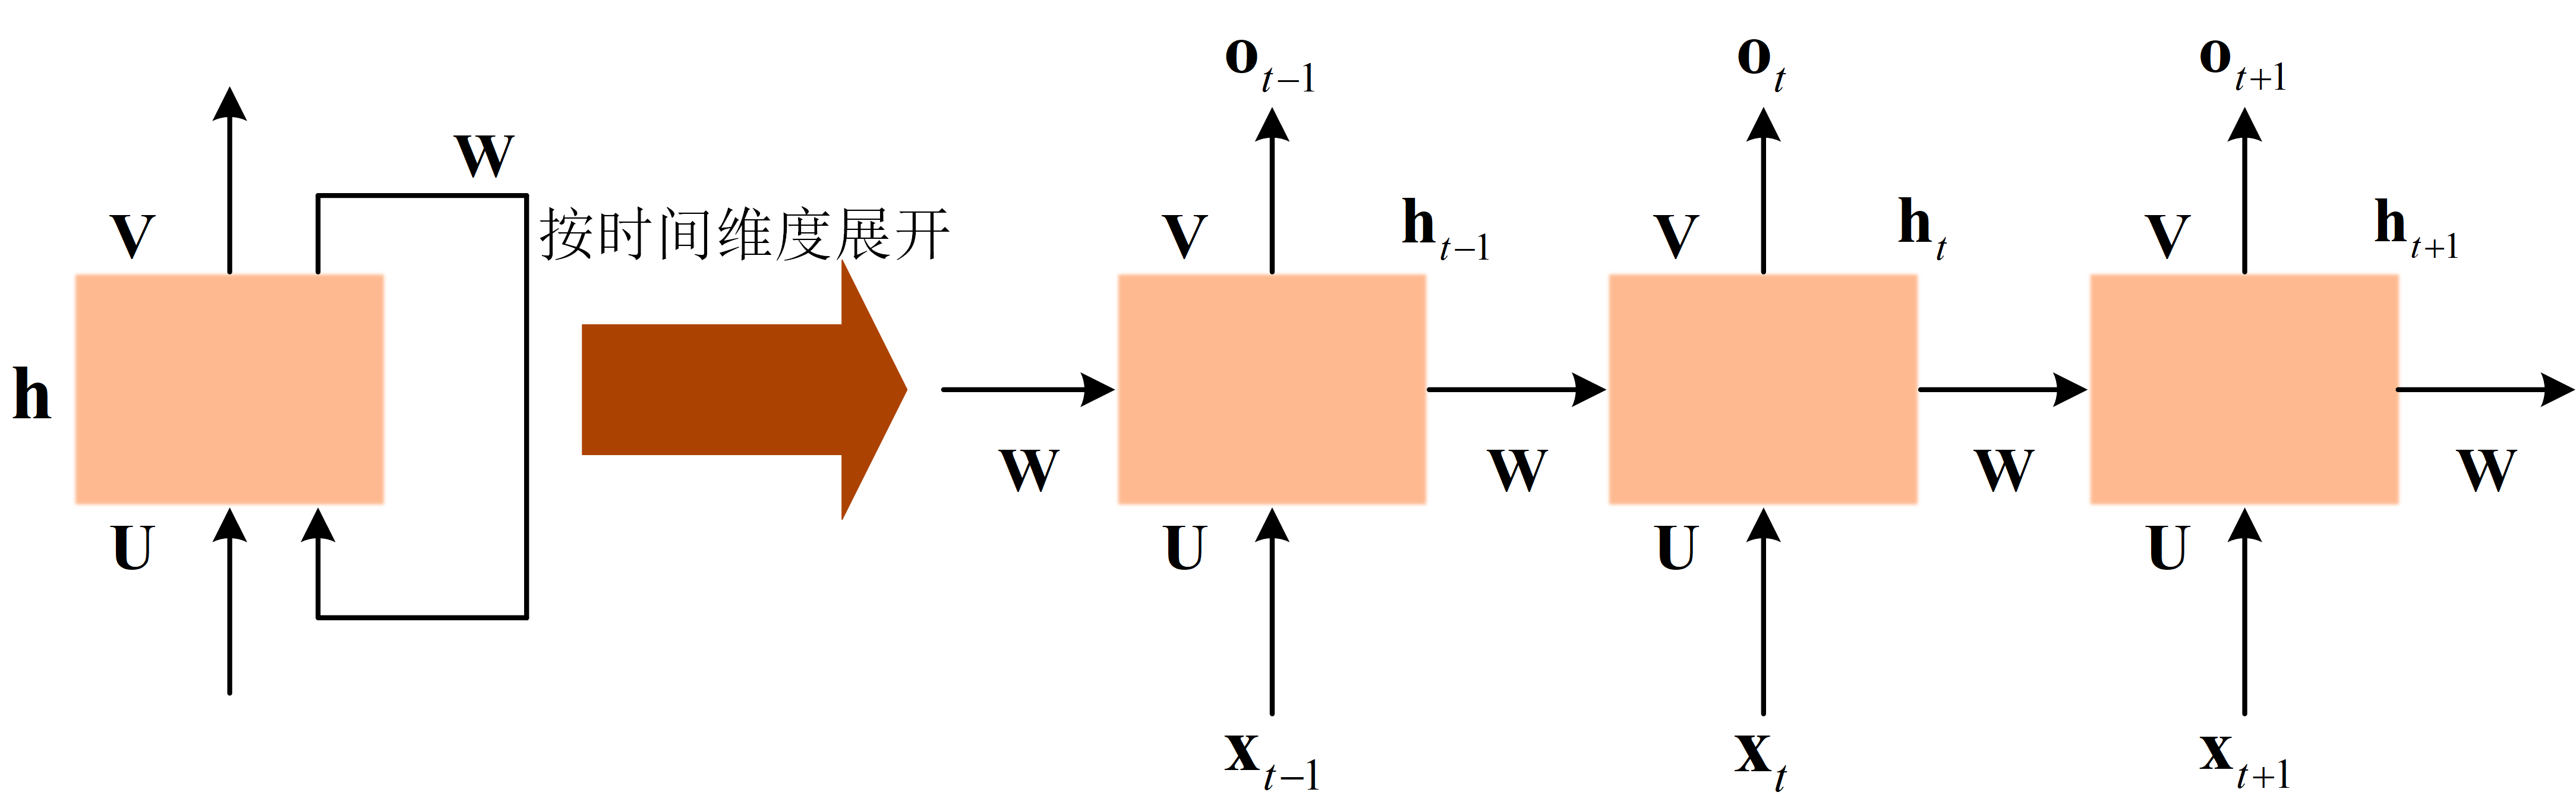 o_{t-1} o_t o_{t+1}
W
V 按时间维度展开 V h_{t-1} V h_t V h_{t+1}
h
W W W W
U U U U
x_{t-1} x_t x_{t+1}